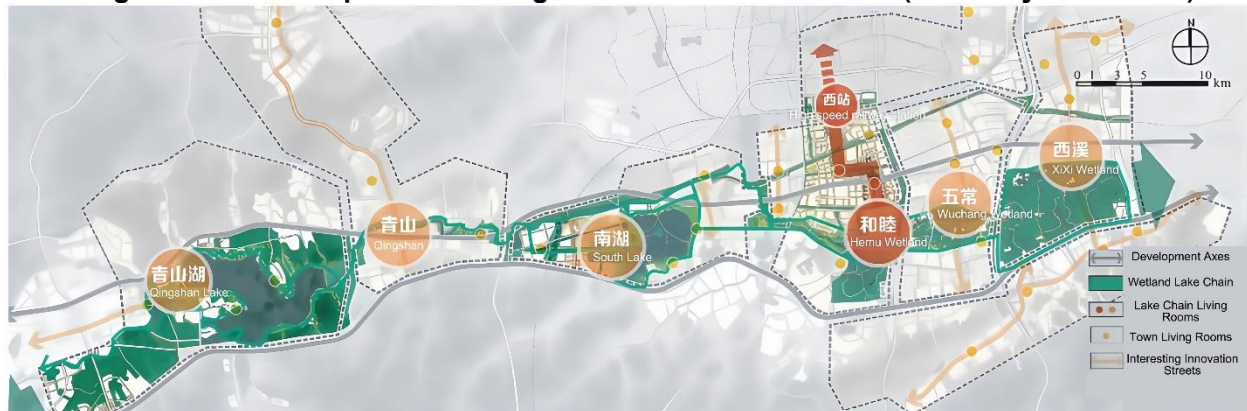 N
0 1 3 5 10
km
西站
High-speed railway station
西溪
XiXi Wetland
五常
Wuchang Wetland
和睦
Hemu Wetland
青山
Qingshan
南湖
South Lake
青山湖
Qingshan Lake
Development Axes
Wetland Lake Chain
Lake Chain Living
Rooms
Town Living Rooms
Interesting Innovation
Streets